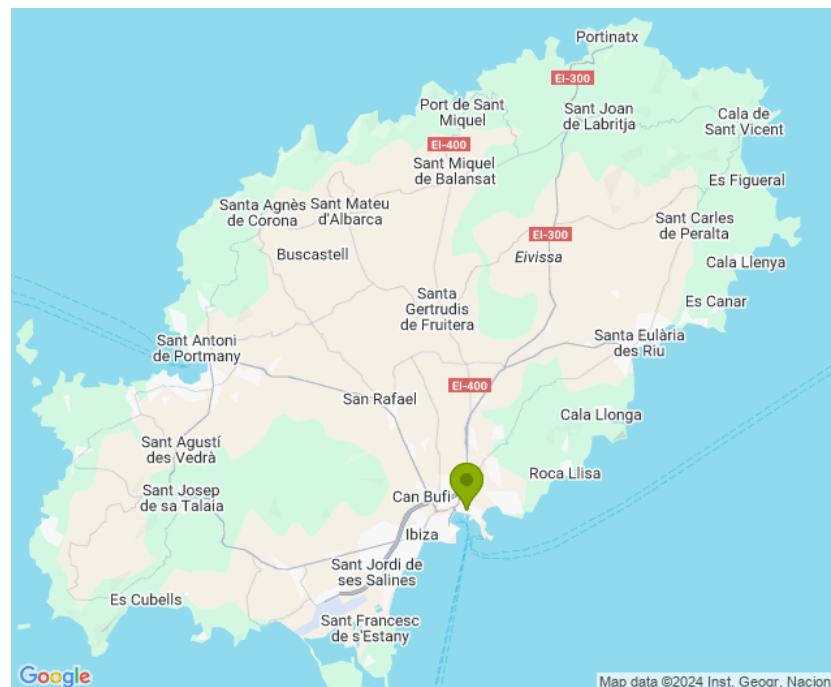 Portinatx
EI-300
Port de Sant
Miquel
Sant Joan
de Labritja
Cala de
Sant Vicent
EI-400
Sant Miquel
de Balansat
Es Figueral
Santa Agnès
de Corona
Sant Mateu
d'Albarca
Sant Carles
de Peralta
EI-300
Buscastell
Eivissa
Cala Llenya
Santa
Gertrudis
de Fruitera
Es Canar
Sant Antoni
de Portmany
Santa Eulària
des Riu
EI-400
San Rafael
Cala Llonga
Sant Agustí
des Vedrà
Roca Llisa
Sant Josep
de sa Talaia
Can Bufí
Ibiza
Sant Jordi de
ses Salines
Es Cubells
Sant Francesc
de s'Estany
Google
Map data ©2024 Inst. Geogr. Nacion